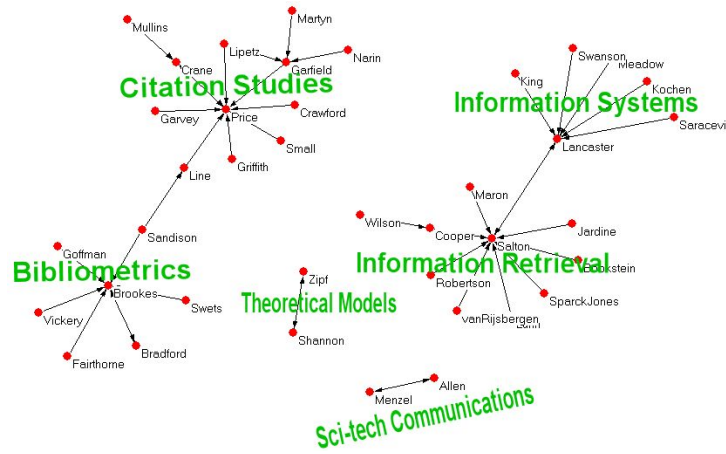 Martyn
Mullins
Lipetz
Narin
Swanson
Meadow
Crane
Garfield
King
Kochen
Citation Studies
Information Systems
Garvey
Price
Crawford
Saracevi
Small
Lancaster
Griffith
Line
Maron
Wilson
Jardine
Sandison
Cooper
Salton
Goffman
Information Retrieval
Bookstein
Bibliometrics
Zipf
Robertson
Brookes
Theoretical Models
SparckJones
Swets
Vickery
vanRijsbergen
Shannon
Bradford
Fairthorne
Allen
Menzel
Sci-tech Communications